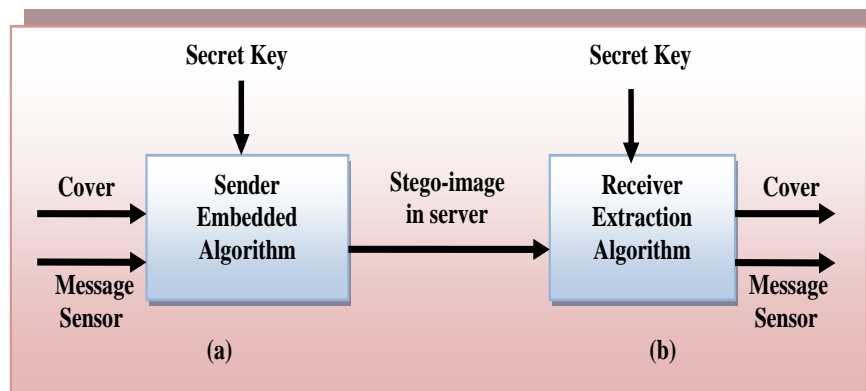 Secret Key
Secret Key
Cover
Sender
Embedded
Algorithm
Stego-image
in server
Receiver
Extraction
Algorithm
Cover
Message
Sensor
Message
Sensor
(a)
(b)